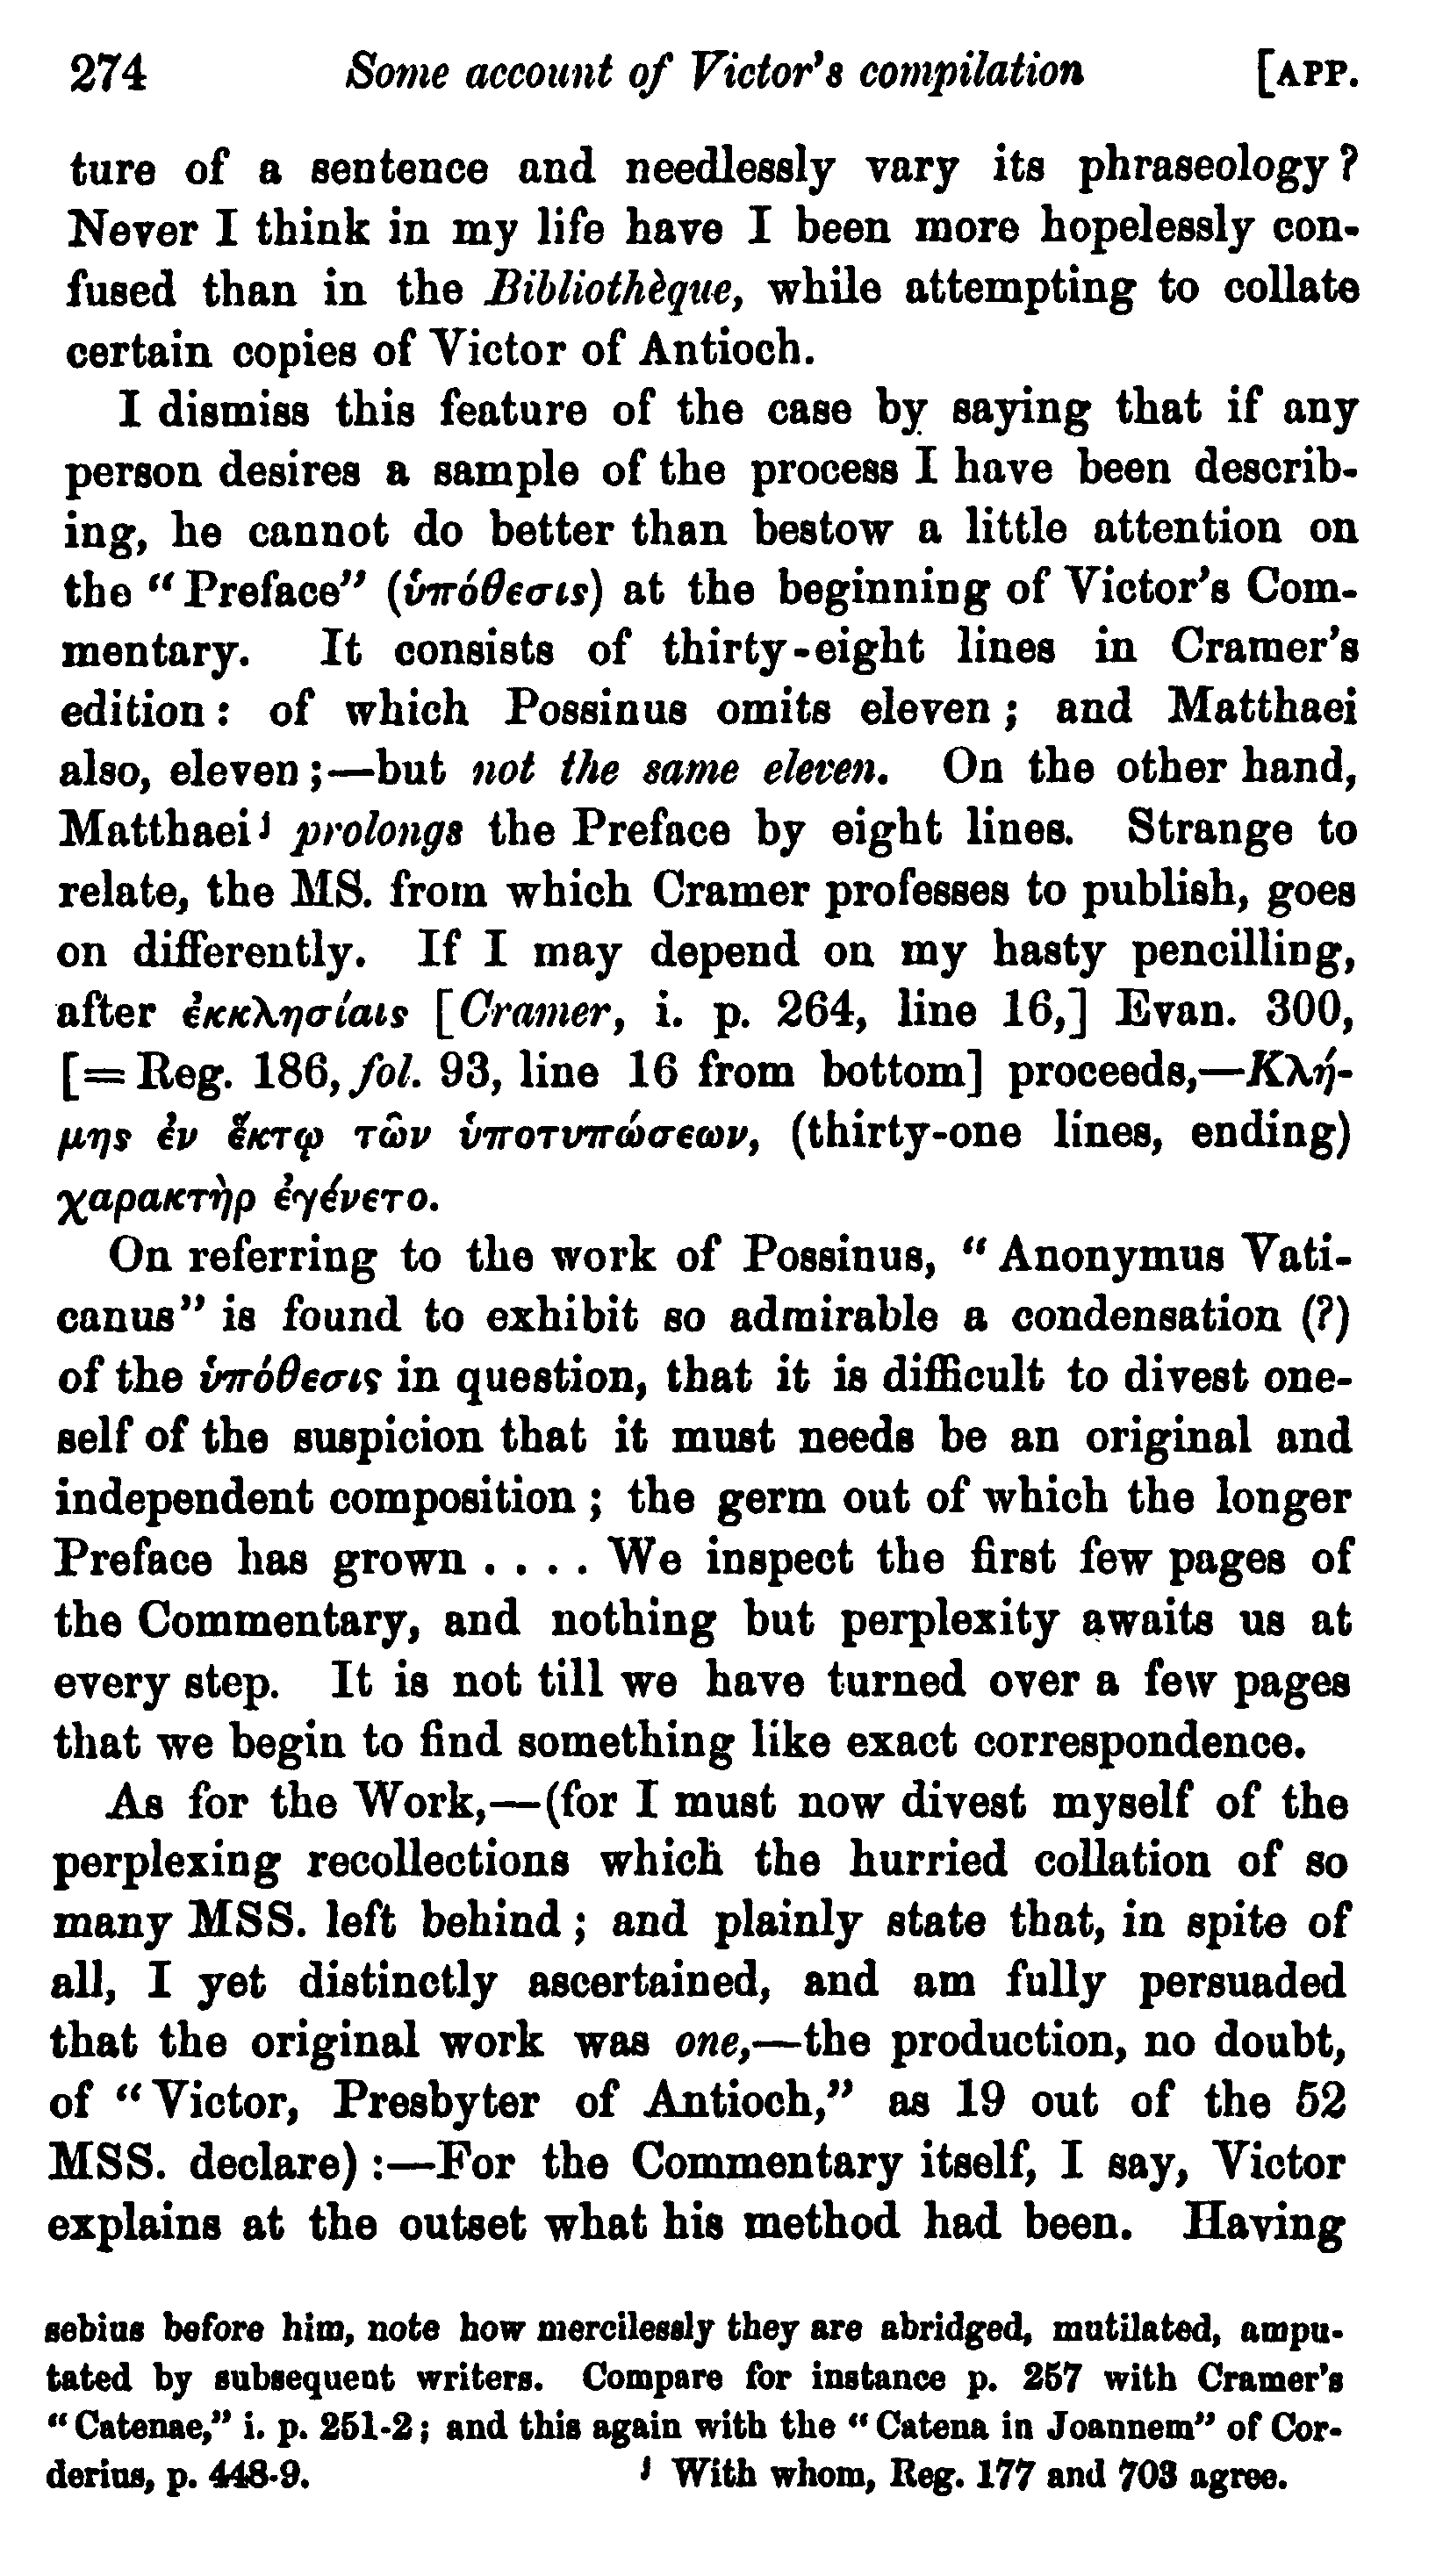 274 Some account of Victor's compilation [APP.
ture of a sentence and needlessly vary its phraseology?
Never I think in my life have I been more hopelessly con-
fused than in the Bibliothèque, while attempting to collate
certain copies of Victor of Antioch.
I dismiss this feature of the case by saying that if any
person desires a sample of the process I have been describ-
ing, he cannot do better than bestow a little attention on
the "Preface" (ὑπόθεσις) at the beginning of Victor's Com-
mentary. It consists of thirty-eight lines in Cramer's
edition: of which Possinus omits eleven; and Matthaei
also, eleven;—but not the same eleven. On the other hand,
Matthaei j prolongs the Preface by eight lines. Strange to
relate, the MS. from which Cramer professes to publish, goes
on differently. If I may depend on my hasty pencilling,
after ἐκκλησίαις [Cramer, i. p. 264, line 16,] Evan. 300,
[=Reg. 186, fol. 93, line 16 from bottom] proceeds,—Κλή-
μης ἐν ἕκτῳ τῶν ὑποτυπώσεων, (thirty-one lines, ending)
χαρακτὴρ ἐγένετο.
On referring to the work of Possinus, "Anonymus Vati-
canus" is found to exhibit so admirable a condensation (?)
of the ὑπόθεσις in question, that it is difficult to divest one-
self of the suspicion that it must needs be an original and
independent composition; the germ out of which the longer
Preface has grown .... We inspect the first few pages of
the Commentary, and nothing but perplexity awaits us at
every step. It is not till we have turned over a few pages
that we begin to find something like exact correspondence.
As for the Work,—(for I must now divest myself of the
perplexing recollections which the hurried collation of so
many MSS. left behind; and plainly state that, in spite of
all, I yet distinctly ascertained, and am fully persuaded
that the original work was one,—the production, no doubt,
of "Victor, Presbyter of Antioch," as 19 out of the 52
MSS. declare):—For the Commentary itself, I say, Victor
explains at the outset what his method had been. Having
sebius before him, note how mercilessly they are abridged, mutilated, ampu-
tated by subsequent writers. Compare for instance p. 257 with Cramer's
"Catenae," i. p. 251-2; and this again with the "Catena in Joannem" of Cor-
derius, p. 448-9. j With whom, Reg. 177 and 703 agree.